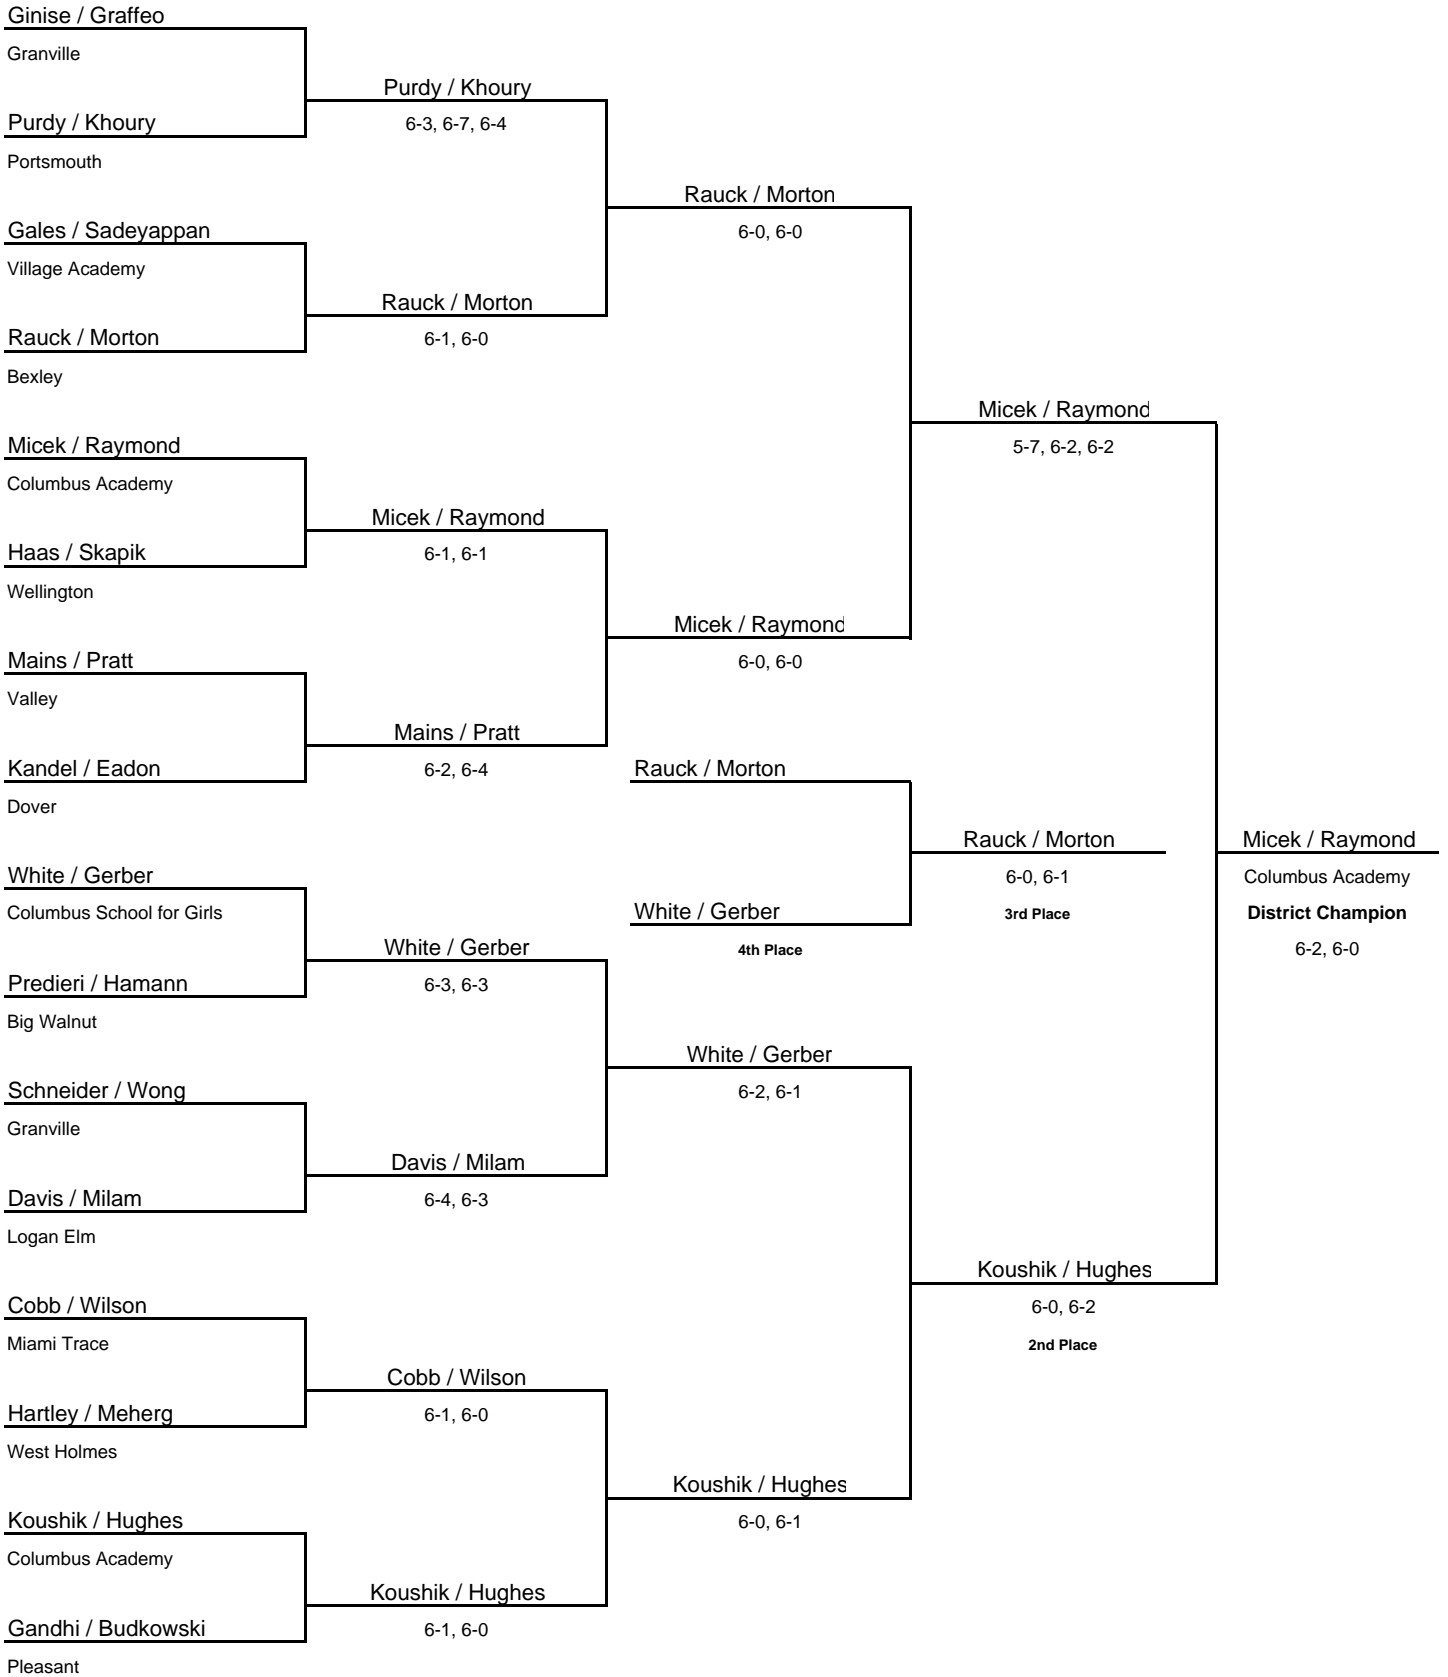 Ginise / Graffeo
Granville
Purdy / Khoury
Purdy / Khoury
6-3, 6-7, 6-4
Portsmouth
Rauck / Morton
Gales / Sadeyappan
6-0, 6-0
Village Academy
Rauck / Morton
Rauck / Morton
6-1, 6-0
Bexley
Micek / Raymond
Micek / Raymond
5-7, 6-2, 6-2
Columbus Academy
Micek / Raymond
Haas / Skapik
6-1, 6-1
Wellington
Micek / Raymond
Mains / Pratt
6-0, 6-0
Valley
Mains / Pratt
Kandel / Eadon
6-2, 6-4
Rauck / Morton
Dover
Rauck / Morton
Micek / Raymond
White / Gerber
6-0, 6-1
Columbus Academy
Columbus School for Girls
White / Gerber
3rd Place
District Champion
White / Gerber
4th Place
6-2, 6-0
Predieri / Hamann
6-3, 6-3
Big Walnut
White / Gerber
Schneider / Wong
6-2, 6-1
Granville
Davis / Milam
Davis / Milam
6-4, 6-3
Logan Elm
Koushik / Hughes
Cobb / Wilson
6-0, 6-2
Miami Trace
2nd Place
Cobb / Wilson
Hartley / Meherg
6-1, 6-0
West Holmes
Koushik / Hughes
Koushik / Hughes
6-0, 6-1
Columbus Academy
Koushik / Hughes
Gandhi / Budkowski
6-1, 6-0
Pleasant